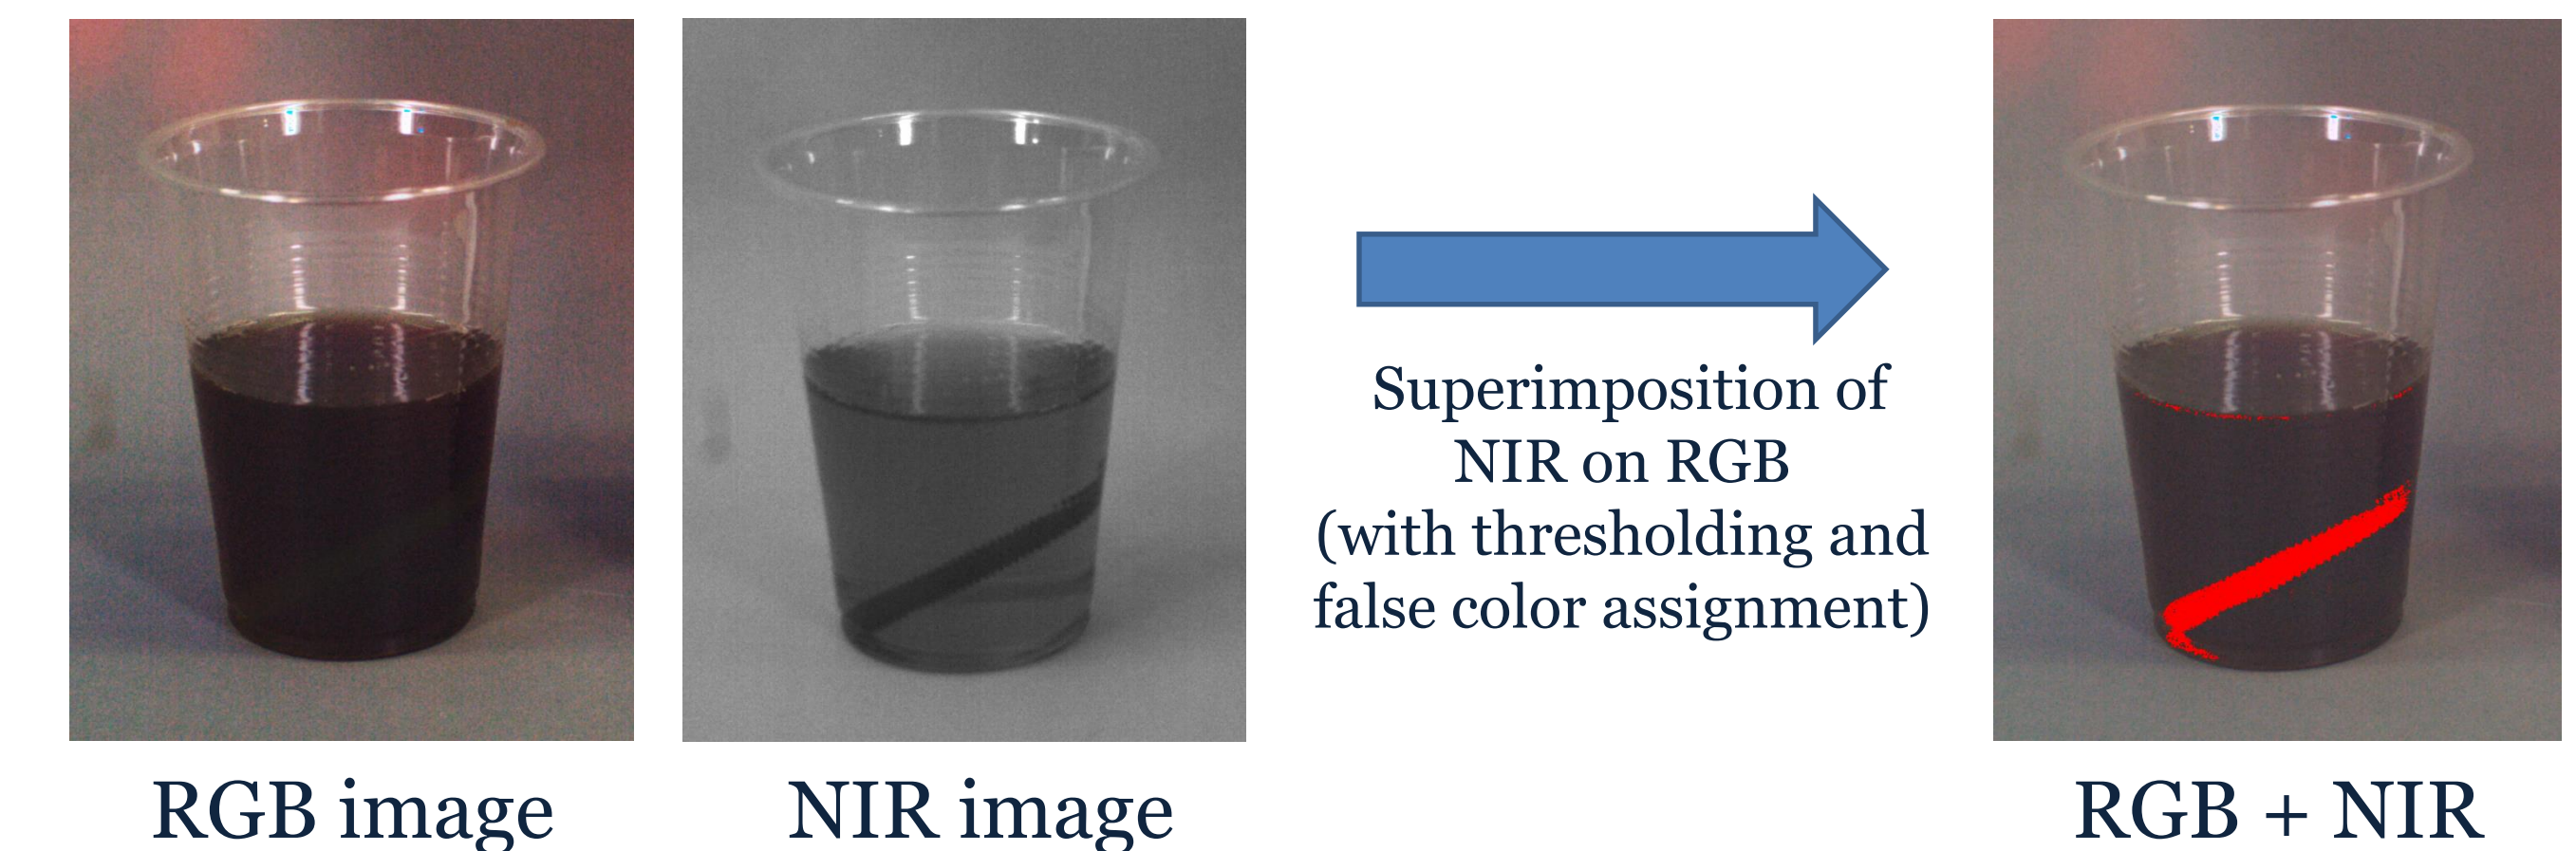 Superimposition of
NIR on RGB
(with thresholding and
false color assignment)
RGB image
NIR image
RGB + NIR